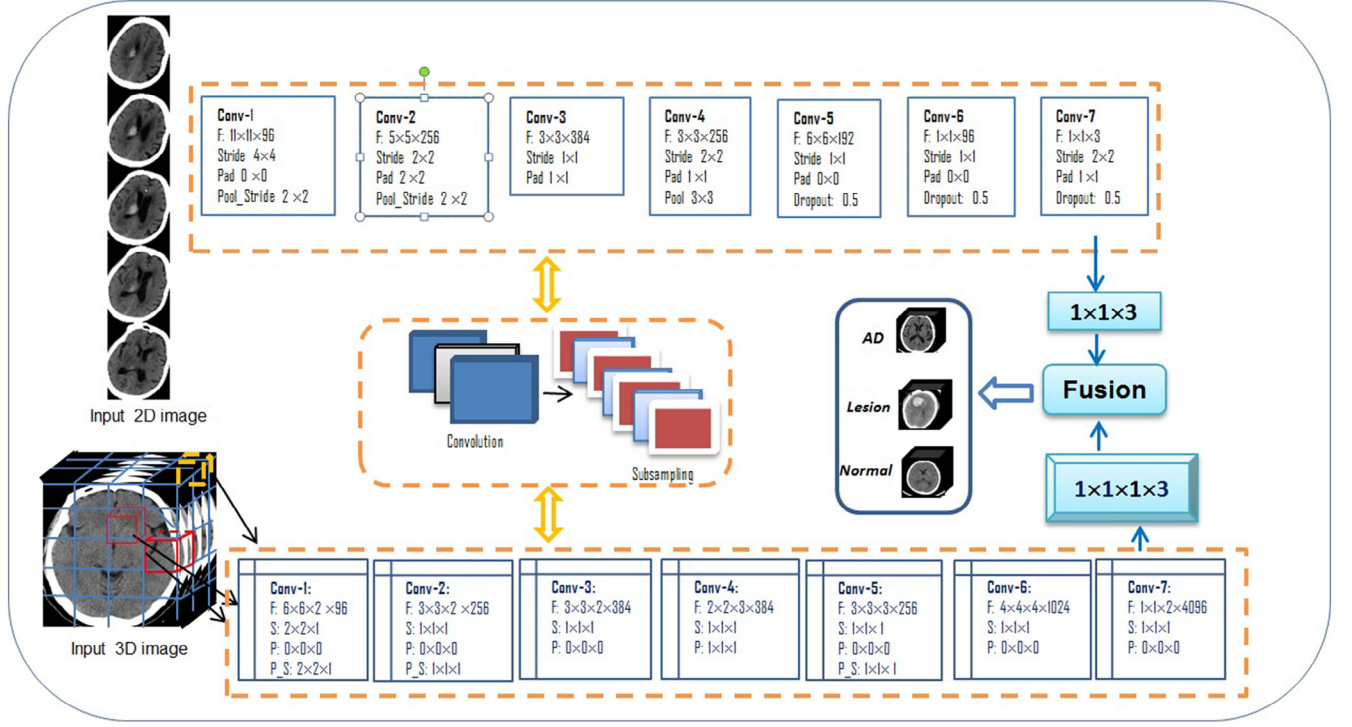 Conv-1
F: 11×11×96
Stride 4×4
Pad 0 ×0
Pool_Stride 2 ×2
Conv-2
F: 5×5×256
Stride 2×2
Pad 2 ×2
Pool_Stride 2 ×2
Conv-3
F: 3×3×384
Stride 1×1
Pad 1×1
Conv-4
F: 3×3×256
Stride 2×2
Pad 1×1
Pool 3×3
Conv-5
F: 6×6×192
Stride 1×1
Pad 0×0
Dropout: 0.5
Conv-6
F: 1×1×96
Stride 1×1
Pad 0×0
Dropout: 0.5
Conv-7
F: 1×1×3
Stride 2×2
Pad 1×1
Dropout: 0.5
Input 2D image
Convolution
Subsampling
AD
Lesion
Normal
1×1×3
Fusion
1×1×1×3
Input 3D image
Conv-1:
F: 6×6×2 ×96
S: 2×2×1
P: 0×0×0
P_S: 2×2×1
Conv-2:
F: 3×3×2 ×256
S: 1×1×1
P: 0×0×0
P_S: 1×1×1
Conv-3:
F: 3×3×2×384
S: 1×1×1
P: 0×0×0
Conv-4:
F: 2×2×3×384
S: 1×1×1
P: 1×1×1
Conv-5:
F: 3×3×3×256
S: 1×1× 1
P: 0×0×0
P_S: 1×1× 1
Conv-6:
F: 4×4×4×1024
S: 1×1×1
P: 0×0×0
Conv-7:
F: 1×1×2×4096
S: 1×1×1
P: 0×0×0